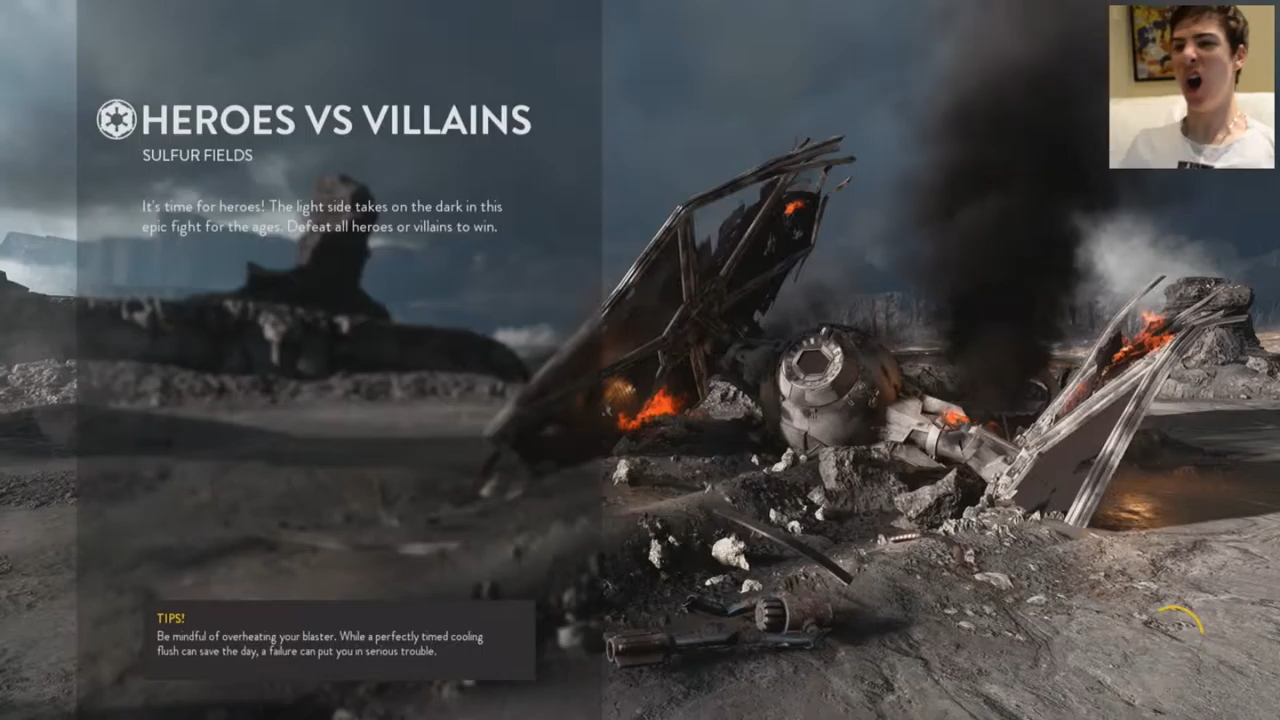 HEROES VS VILLAINS
SULFUR FIELDS
It's time for heroes! The light side takes on the dark in this
epic fight for the ages. Defeat all heroes or villains to win.
TIPS!
Be mindful of overheating your blaster. While a perfectly timed cooling
flush can save the day, a failure can put you in serious trouble.